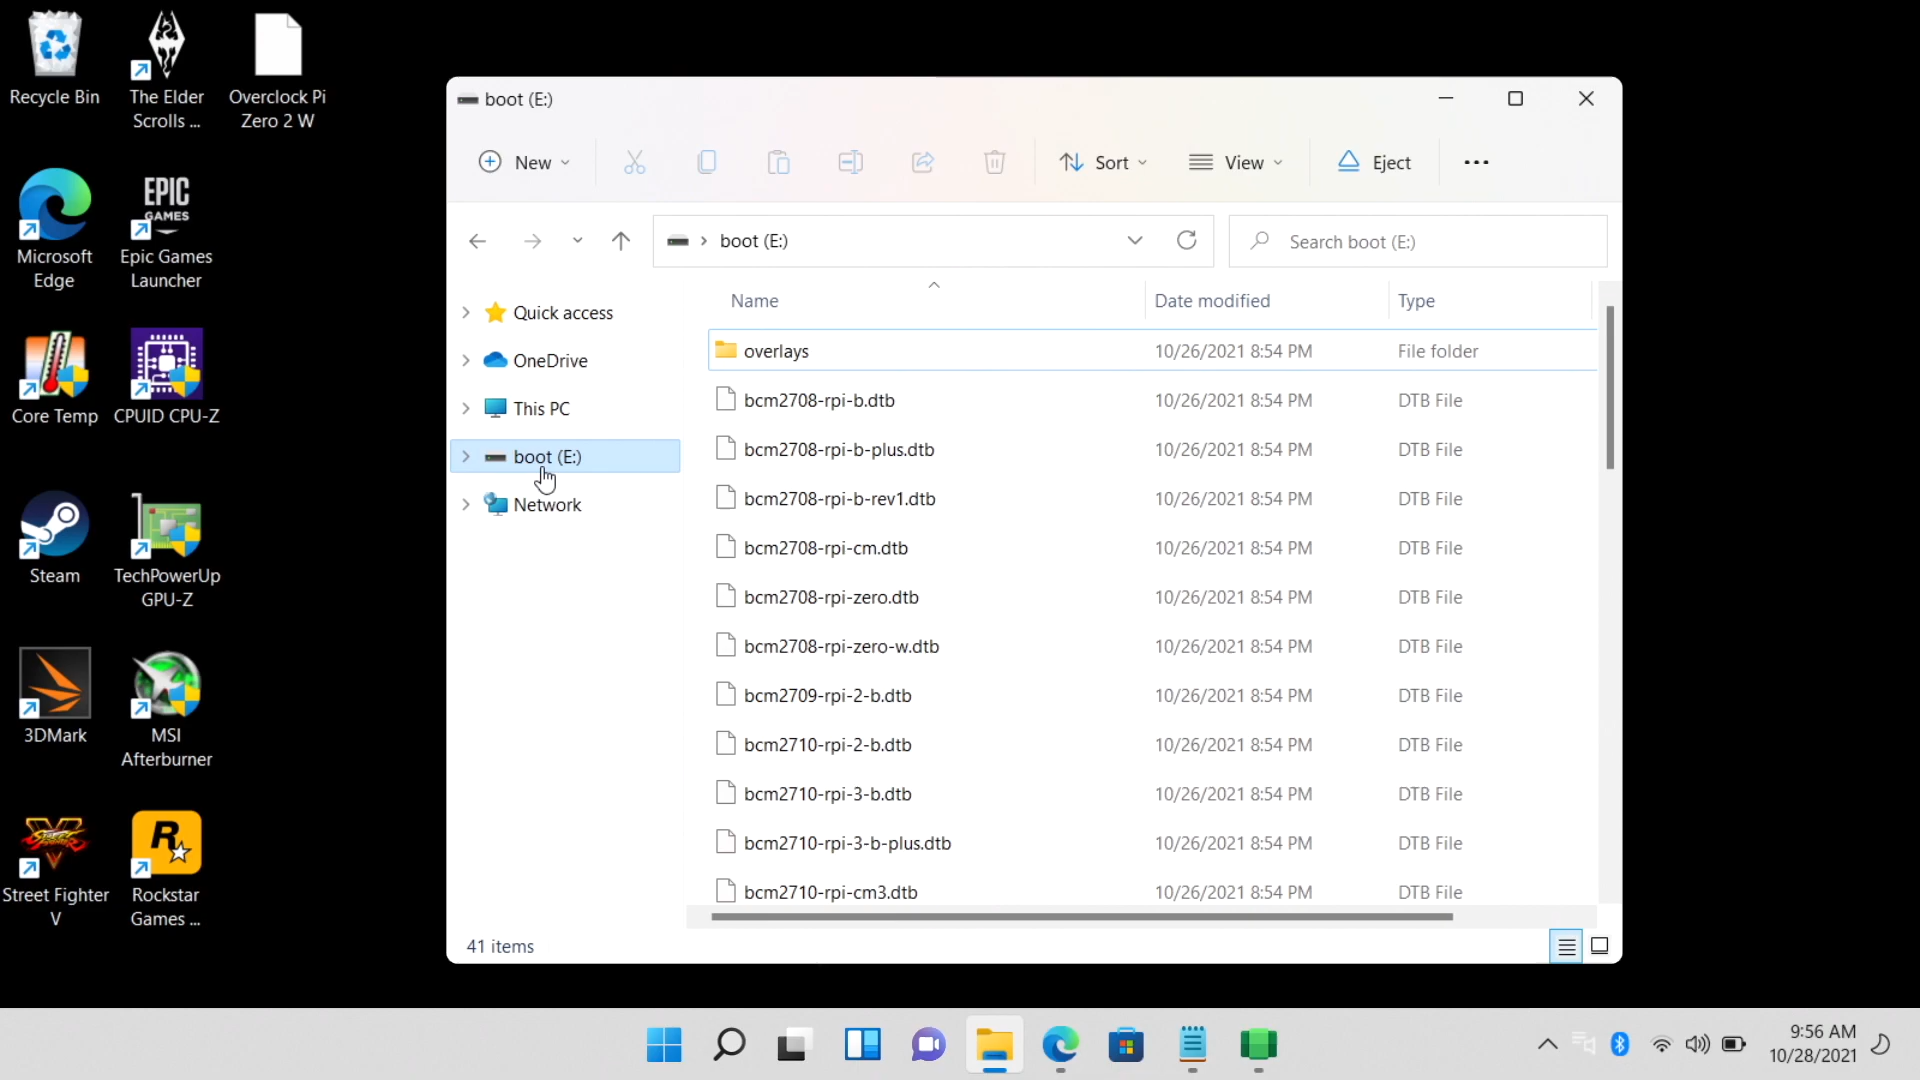 Recycle Bin
The Elder
Scrolls ...
Overclock Pi
Zero 2 W
Microsoft
Edge
EPIC
GAMES
Epic Games
Launcher
Core Temp
CPUID CPU-Z
Steam
TechPowerUp
GPU-Z
3DMark
MSI
Afterburner
Street Fighter
V
R
Rockstar
Games ...
boot (E:)
New
Sort
View
Eject
boot (E:)
Search boot (E:)
Quick access
OneDrive
This PC
boot (E:)
Network
Name Date modified Type
overlays 10/26/2021 8:54 PM File folder
bcm2708-rpi-b.dtb 10/26/2021 8:54 PM DTB File
bcm2708-rpi-b-plus.dtb 10/26/2021 8:54 PM DTB File
bcm2708-rpi-b-rev1.dtb 10/26/2021 8:54 PM DTB File
bcm2708-rpi-cm.dtb 10/26/2021 8:54 PM DTB File
bcm2708-rpi-zero.dtb 10/26/2021 8:54 PM DTB File
bcm2708-rpi-zero-w.dtb 10/26/2021 8:54 PM DTB File
bcm2709-rpi-2-b.dtb 10/26/2021 8:54 PM DTB File
bcm2710-rpi-2-b.dtb 10/26/2021 8:54 PM DTB File
bcm2710-rpi-3-b.dtb 10/26/2021 8:54 PM DTB File
bcm2710-rpi-3-b-plus.dtb 10/26/2021 8:54 PM DTB File
bcm2710-rpi-cm3.dtb 10/26/2021 8:54 PM DTB File
41 items
9:56 AM
10/28/2021